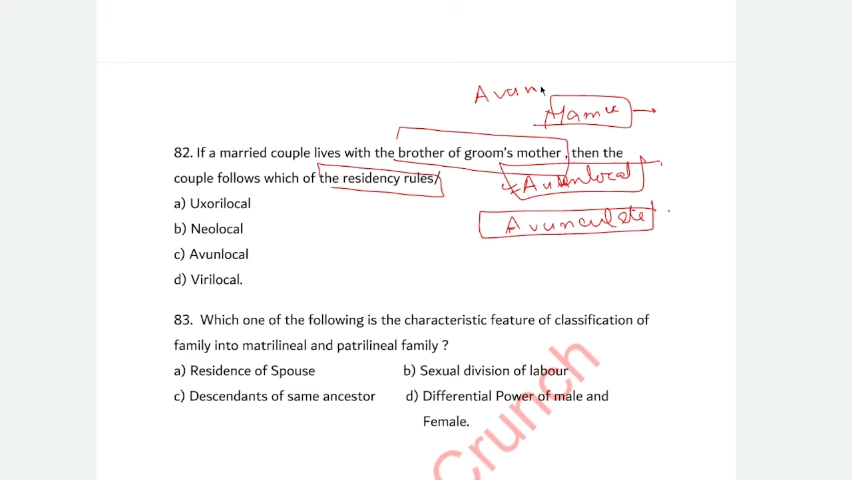 Avan
Mamu
82. If a married couple lives with the brother of groom's mother, then the
couple follows which of the residency rules/
Avunlocal
a) Uxorilocal
Avunculate
b) Neolocal
c) Avunlocal
d) Virilocal.
83. Which one of the following is the characteristic feature of classification of
family into matrilineal and patrilineal family ?
a) Residence of Spouse b) Sexual division of labour
c) Descendants of same ancestor d) Differential Power of male and
Female.
Crunch